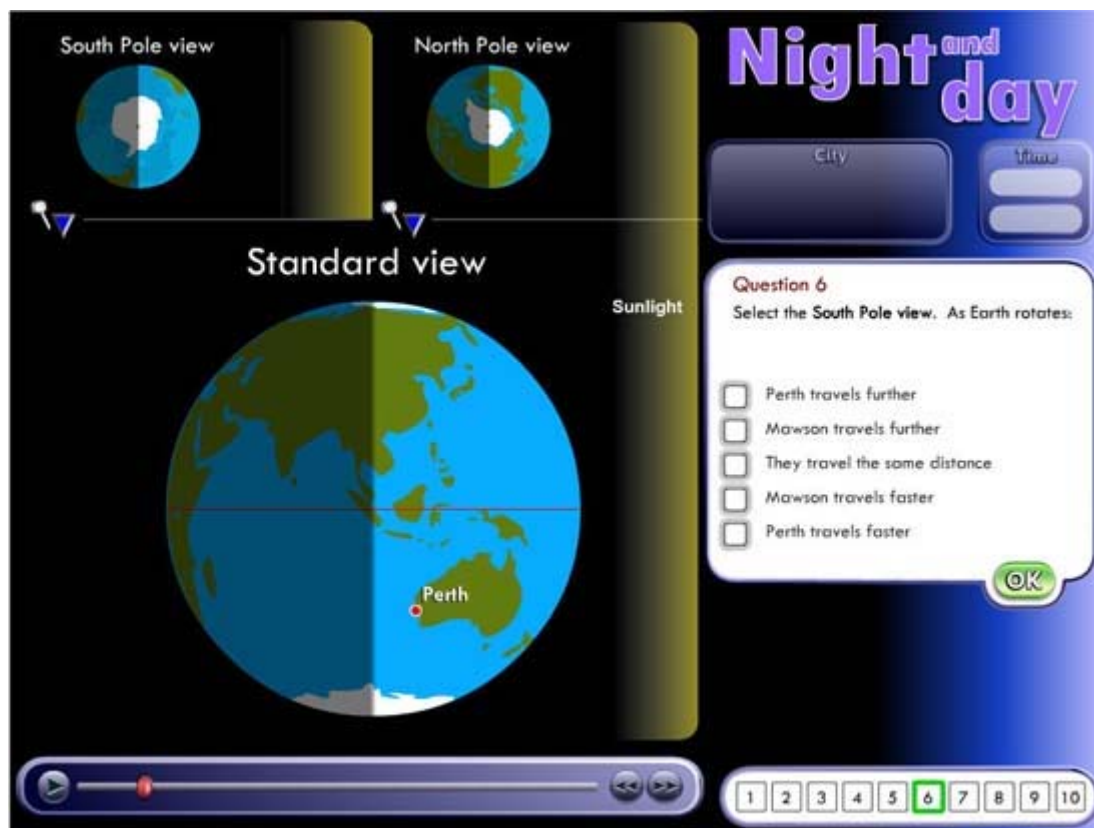 South Pole view
North Pole view
Night and day
City
Time
Standard view
Sunlight
Question 6
Select the South Pole view. As Earth rotates:
Perth travels further
Mawson travels further
They travel the same distance
Mawson travels faster
Perth travels faster
OK
Perth
1 2 3 4 5 6 7 8 9 10